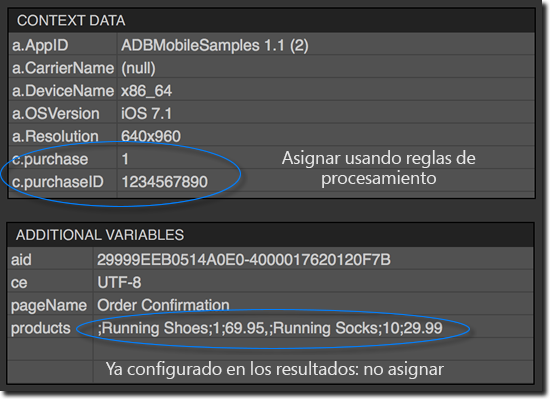 CONTEXT DATA
a.AppID ADBMobileSamples 1.1 (2)
a.CarrierName (null)
a.DeviceName x86_64
a.OSVersion iOS 7.1
a.Resolution 640x960
c.purchase 1
c.purchaseID 1234567890
Asignar usando reglas de
procesamiento
ADDITIONAL VARIABLES
aid 29999EEB0514A0E0-4000017620120F7B
ce UTF-8
pageName Order Confirmation
products ;Running Shoes;1;69.95,;Running Socks;10;29.99
Ya configurado en los resultados: no asignar